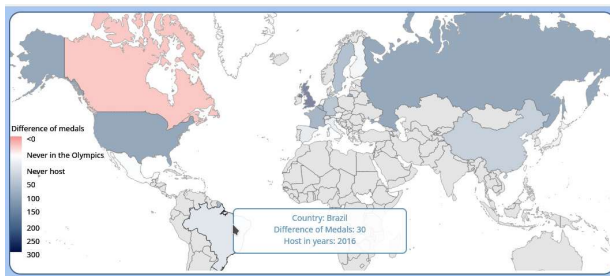 Difference of medals
<0
Never in the Olympics
Never host
50
100
150
200
250
300
Country: Brazil
Difference of Medals: 30
Host in years: 2016